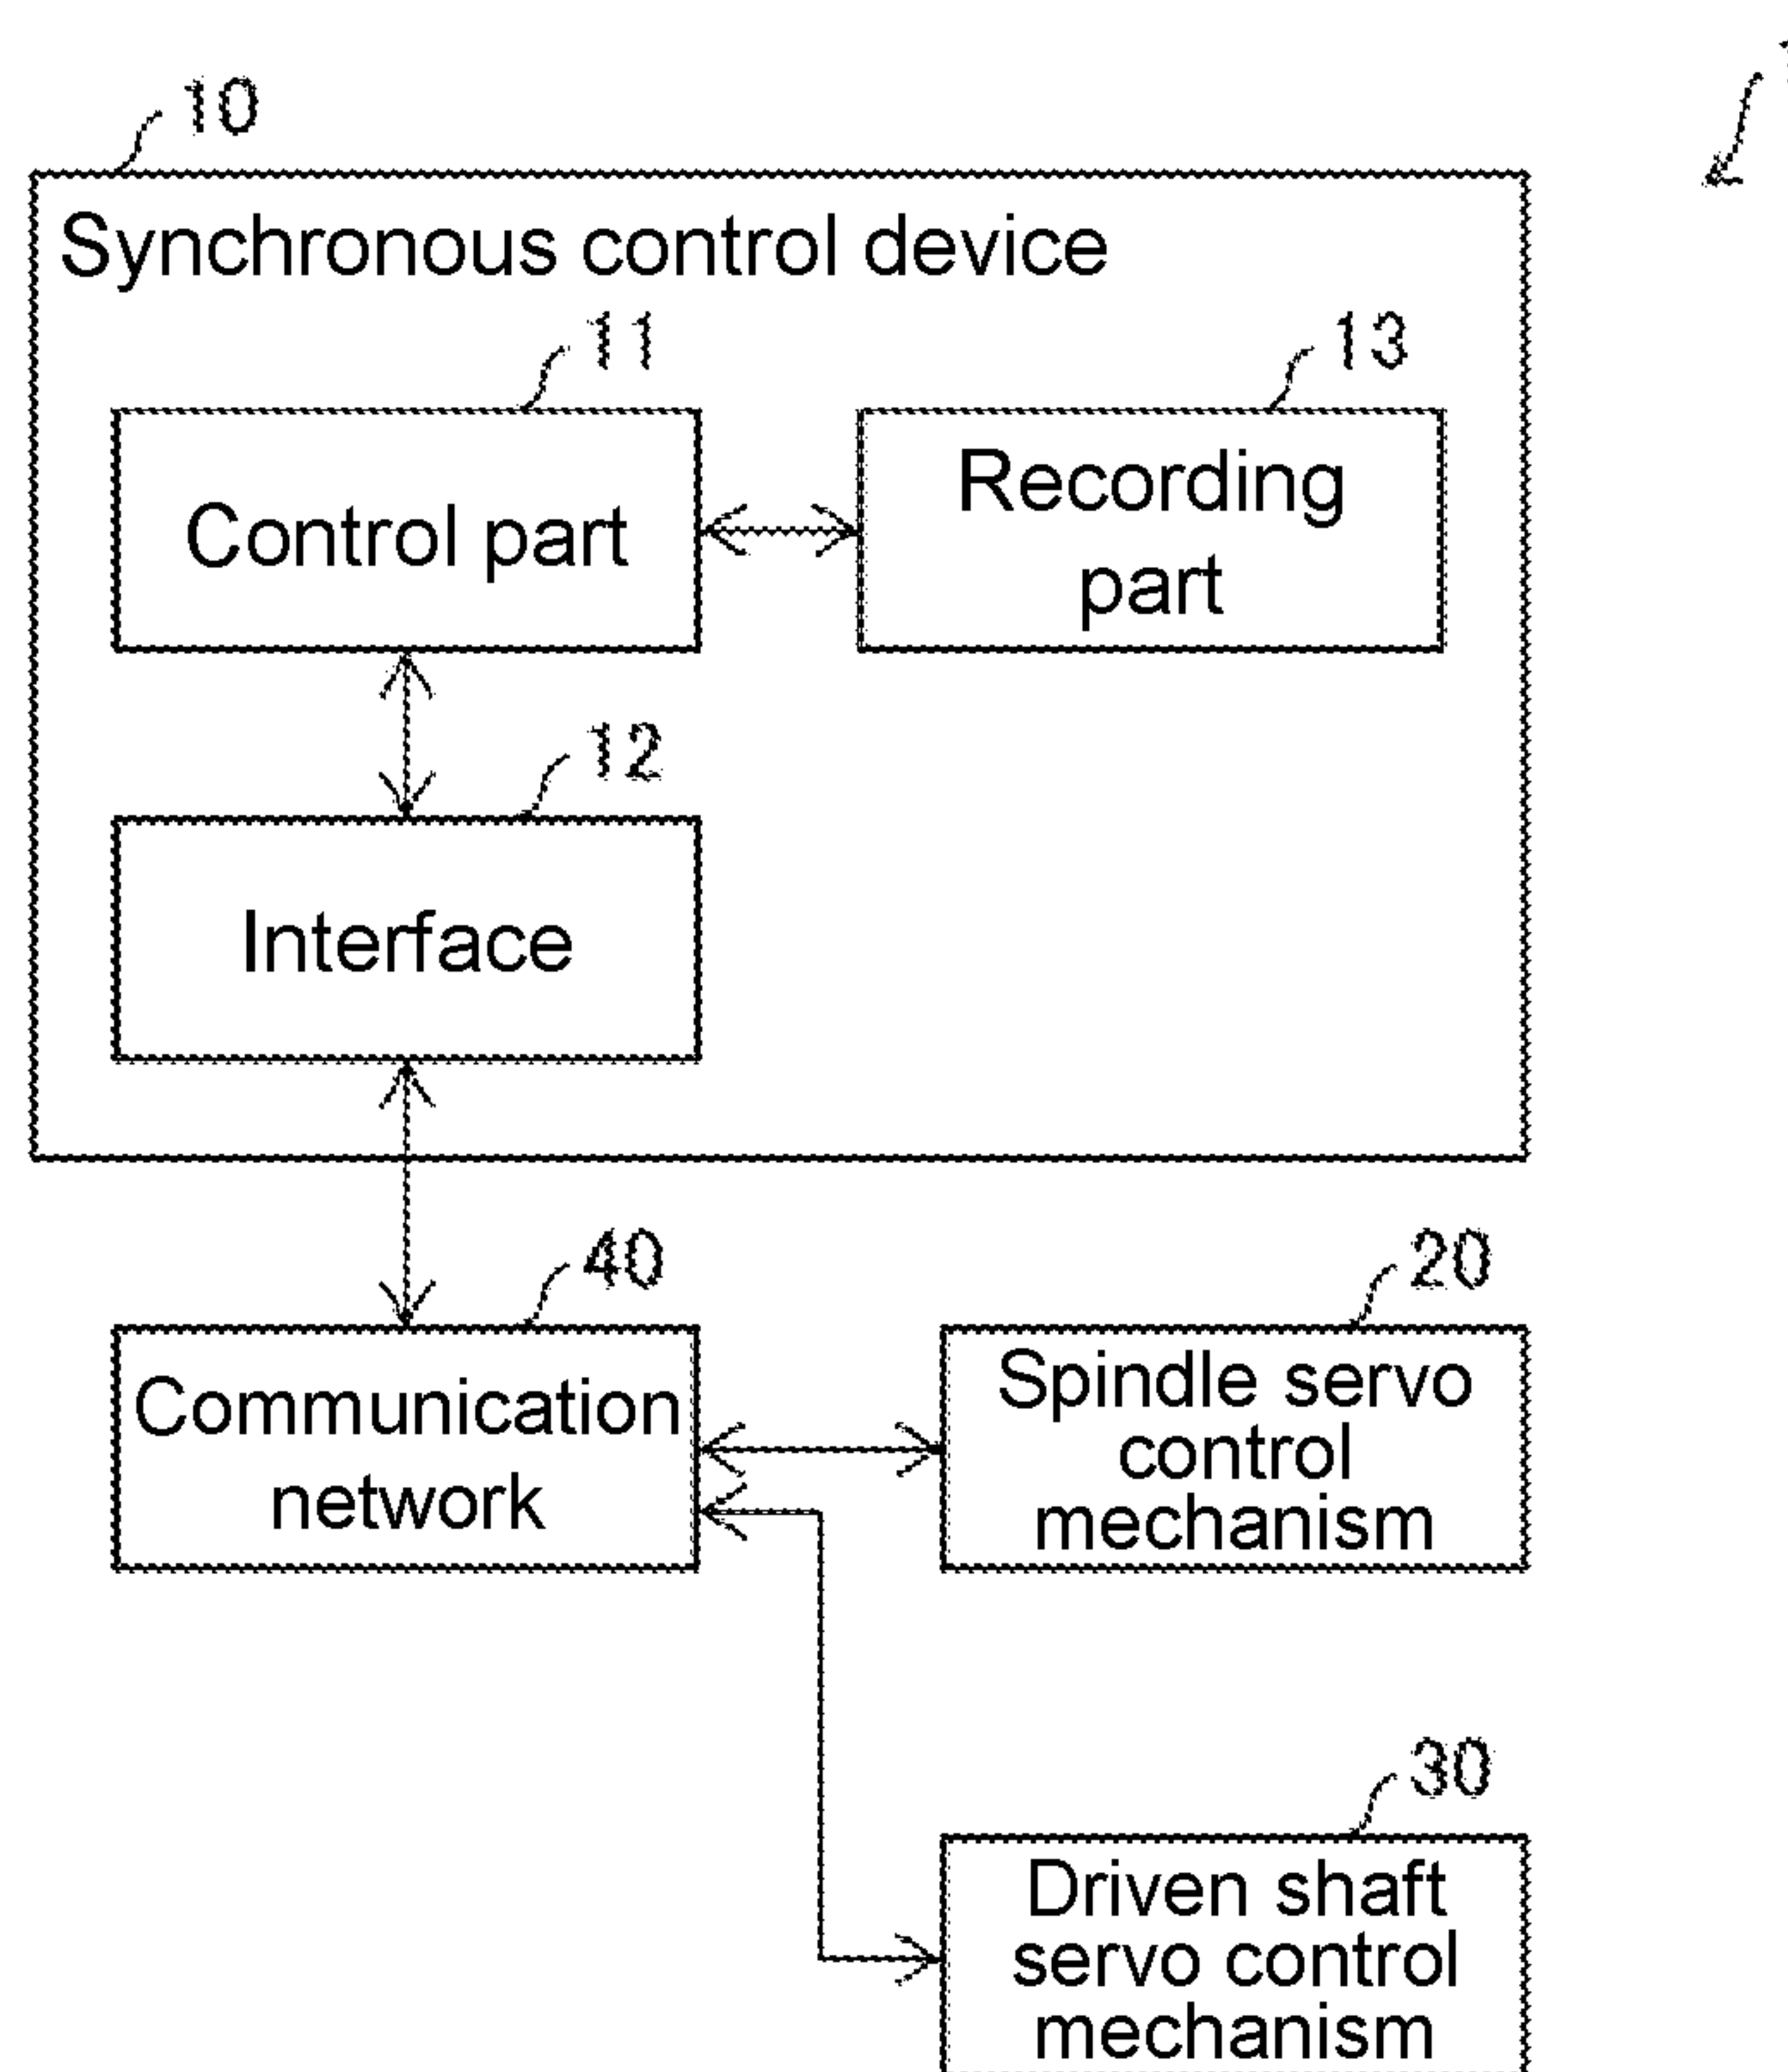 1
10
Synchronous control device
11
13
Control part
Recording
part
12
Interface
40
20
Communication
network
Spindle servo
control
mechanism
30
Driven shaft
servo control
mechanism